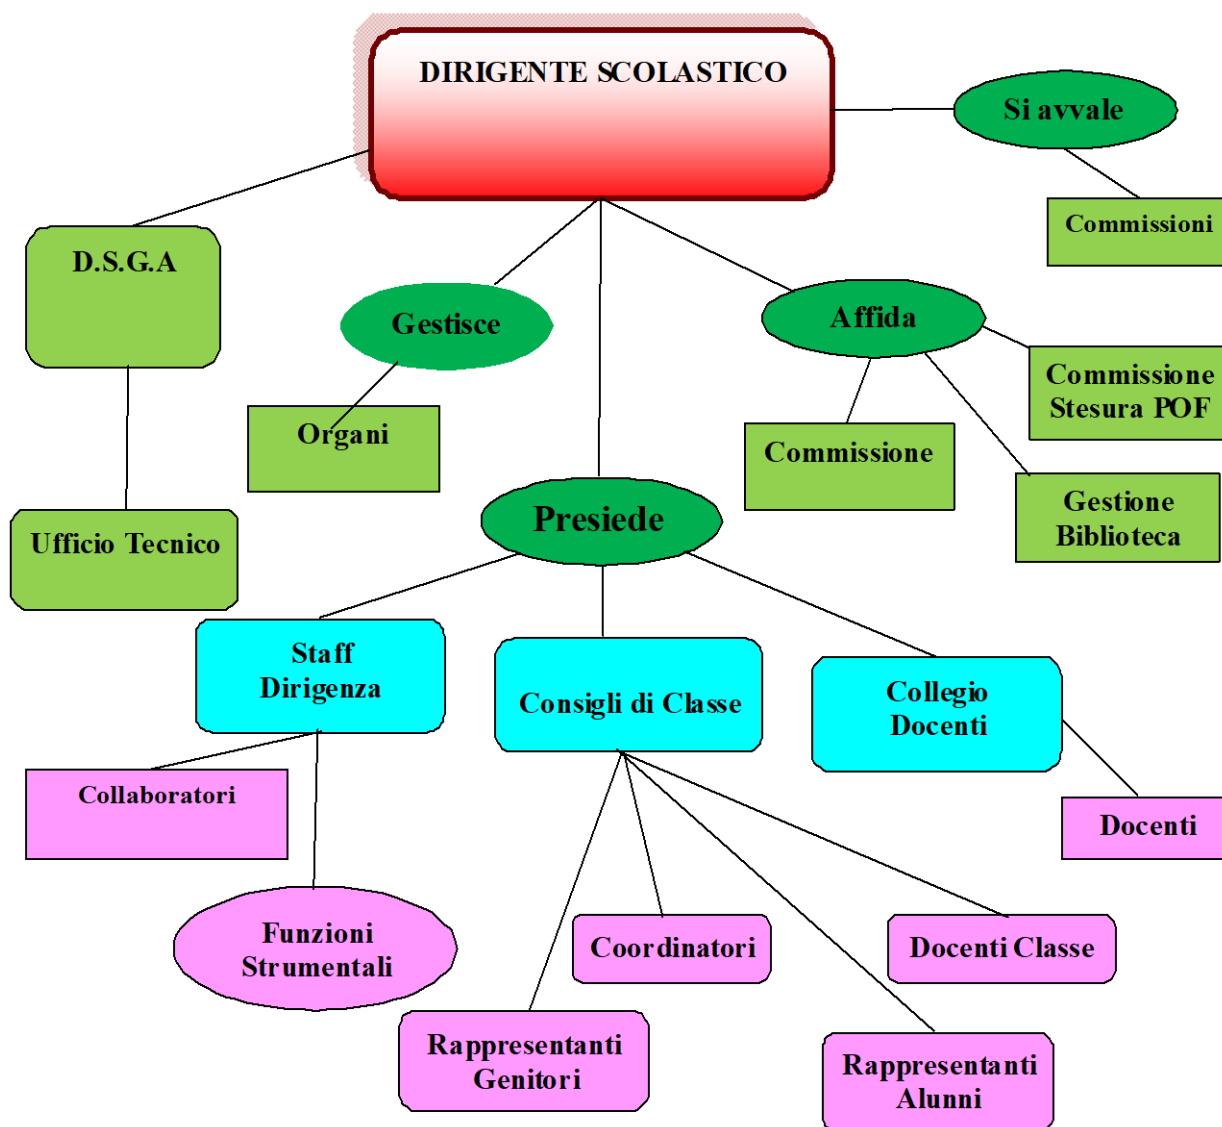 DIRIGENTE SCOLASTICO
Si avvale
Commissioni
D.S.G.A
Gestisce
Affida
Commissione
Stesura POF
Organi
Commissione
Gestione
Biblioteca
Presiede
Ufficio Tecnico
Staff
Dirigenza
Consigli di Classe
Collegio
Docenti
Collaboratori
Docenti
Funzioni
Strumentali
Coordinatori
Docenti Classe
Rappresentanti
Genitori
Rappresentanti
Alunni